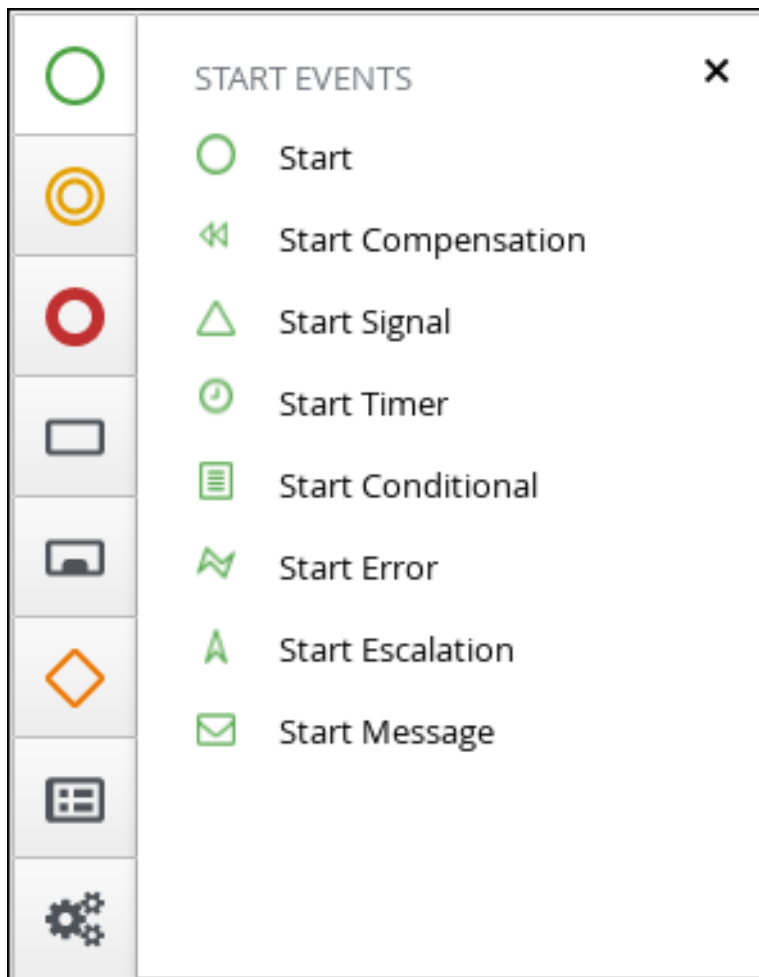 START EVENTS
Start
Start Compensation
Start Signal
Start Timer
Start Conditional
Start Error
Start Escalation
Start Message